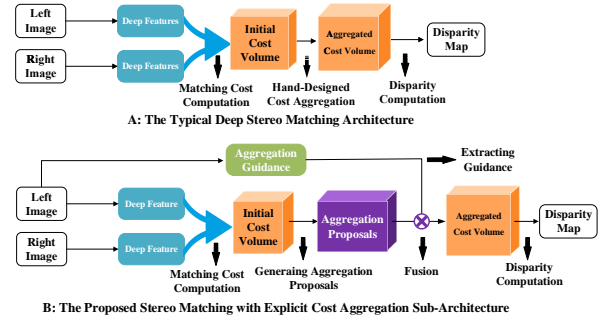 Left
Image
Deep Features
Right
Image
Deep Features
Initial
Cost
Volume
Aggregated
Cost Volume
Disparity
Map
Matching Cost
Computation
Hand-Designed
Cost Aggregation
Disparity
Computation
A: The Typical Deep Stereo Matching Architecture
Aggregation
Guidance
Extracting
Guidance
Left
Image
Deep Feature
Right
Image
Deep Feature
Initial
Cost
Volume
Aggregation
Proposals
Aggregated
Cost Volume
Disparity
Map
Matching Cost
Computation
Generaing Aggregation
Proposals
Fusion
Disparity
Computation
B: The Proposed Stereo Matching with Explicit Cost Aggregation Sub-Architecture